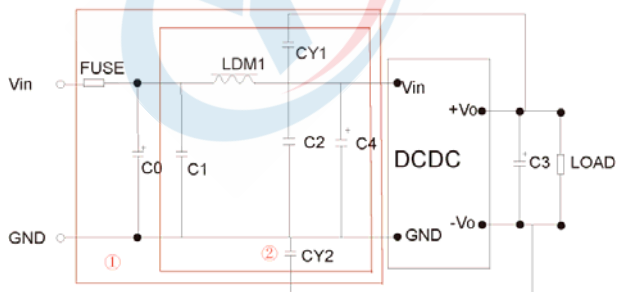 CY1
FUSE
LDM1
Vin
Vin
+Vo
C0
C1
C2
C4
DCDC
C3
LOAD
-Vo
GND
GND
①
②
CY2